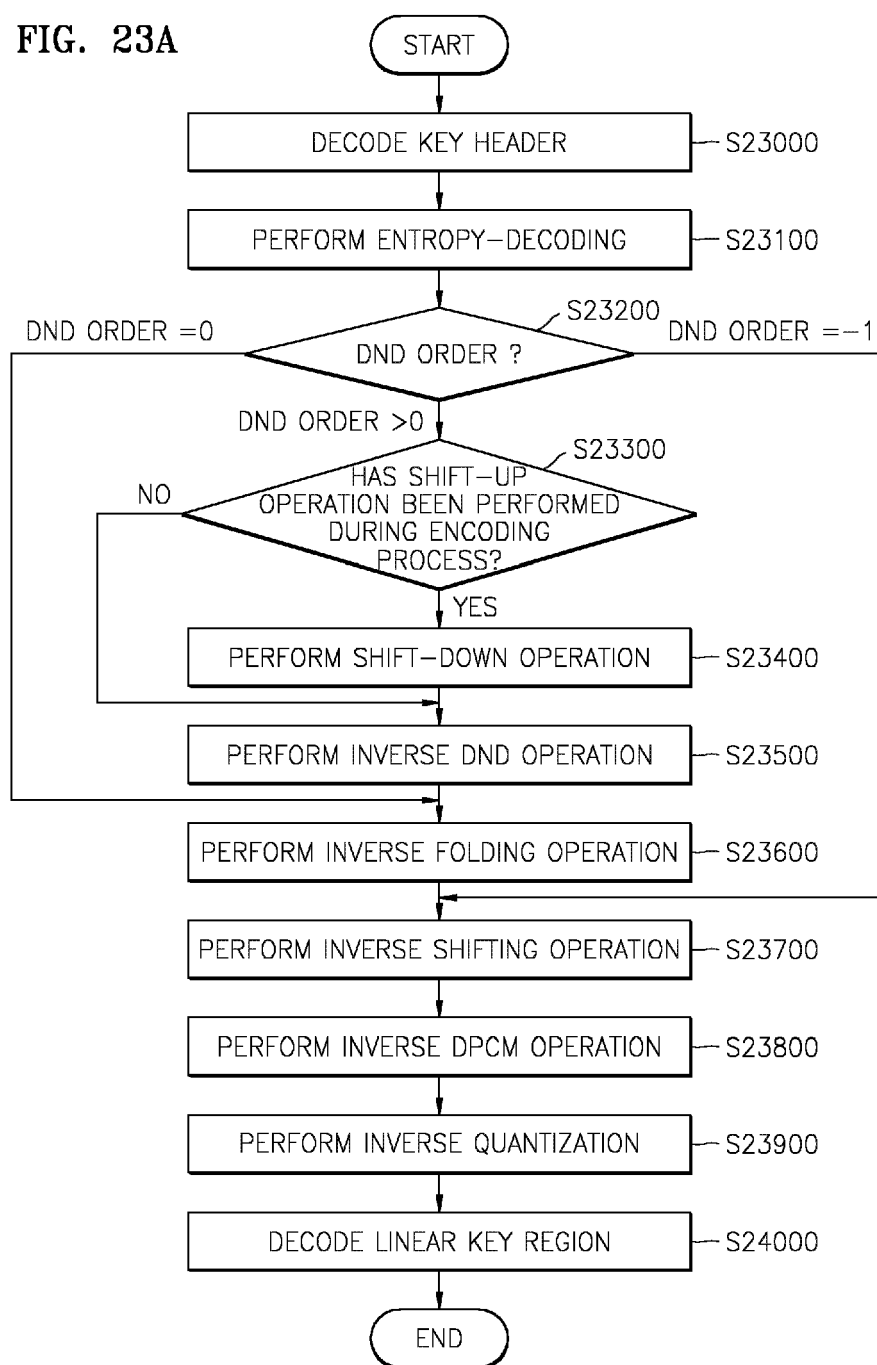 FIG. 23A
START
DECODE KEY HEADER
S23000
PERFORM ENTROPY-DECODING
S23100
S23200
DND ORDER =0
DND ORDER =-1
DND ORDER ?
DND ORDER >0
S23300
HAS SHIFT-UP
OPERATION BEEN PERFORMED
DURING ENCODING
PROCESS?
NO
YES
PERFORM SHIFT-DOWN OPERATION
S23400
PERFORM INVERSE DND OPERATION
S23500
PERFORM INVERSE FOLDING OPERATION
S23600
PERFORM INVERSE SHIFTING OPERATION
S23700
PERFORM INVERSE DPCM OPERATION
S23800
PERFORM INVERSE QUANTIZATION
S23900
DECODE LINEAR KEY REGION
S24000
END